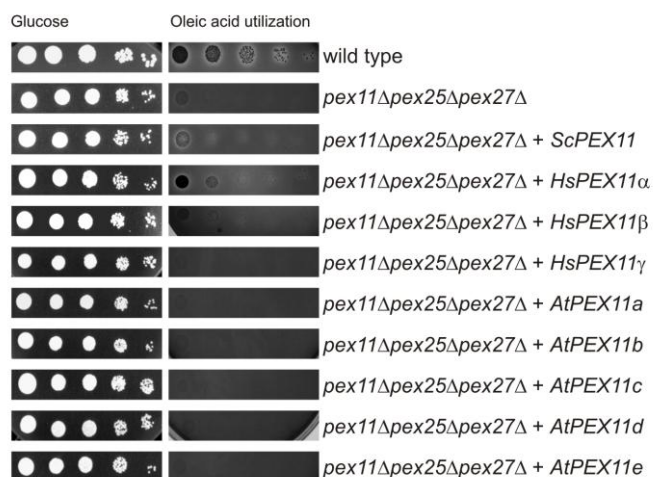 Glucose Oleic acid utilization
wild type
pex11Δpex25Δpex27Δ
pex11Δpex25Δpex27Δ + ScPEX11
pex11Δpex25Δpex27Δ + HsPEX11α
pex11Δpex25Δpex27Δ + HsPEX11β
pex11Δpex25Δpex27Δ + HsPEX11γ
pex11Δpex25Δpex27Δ + AtPEX11a
pex11Δpex25Δpex27Δ + AtPEX11b
pex11Δpex25Δpex27Δ + AtPEX11c
pex11Δpex25Δpex27Δ + AtPEX11d
pex11Δpex25Δpex27Δ + AtPEX11e